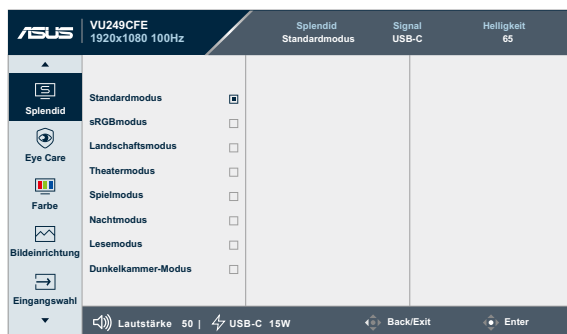 ASUS
VU249CFE
1920x1080 100Hz
Splendid
Standardmodus
Signal
USB-C
Helligkeit
65
Splendid
Eye Care
Farbe
Bildeinrichtung
Eingangswahl
Standardmodus
sRGBmodus
Landschaftsmodus
Theatermodus
Spielmodus
Nachtmodus
Lesemodus
Dunkelkammer-Modus
Lautstärke 50 | USB-C 15W
Back/Exit
Enter